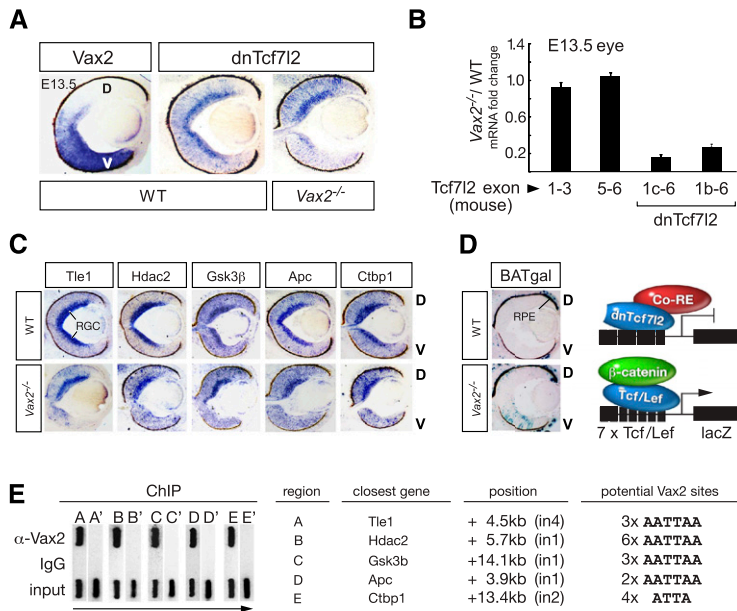 A
Vax2
dnTcf7l2
E13.5
D
V
WT
Vax2-/-
B
E13.5 eye
Vax2-/-/ WT
mRNA fold change
1.4
1.0
0.6
0.2
Tcf7l2 exon ► 1-3 5-6 1c-6 1b-6
(mouse)
dnTcf7l2
C
Tle1 Hdac2 Gsk3β Apc Ctbp1
WT
RGC
D
V
Vax2-/-
D
V
D
BATgal
WT
RPE
D
V
Vax2-/-
D
V
Co-RE
dnTcf7l2
β-catenin
Tcf/Lef
7 x Tcf/Lef lacZ
E
ChIP
A A' B B' C C' D D' E E'
α-Vax2
IgG
input
region closest gene position potential Vax2 sites
A Tle1 + 4.5kb (in4) 3x AATTAA
B Hdac2 + 5.7kb (in1) 6x AATTAA
C Gsk3b +14.1kb (in1) 3x AATTAA
D Apc + 3.9kb (in1) 2x AATTAA
E Ctbp1 +13.4kb (in2) 4x ATTA